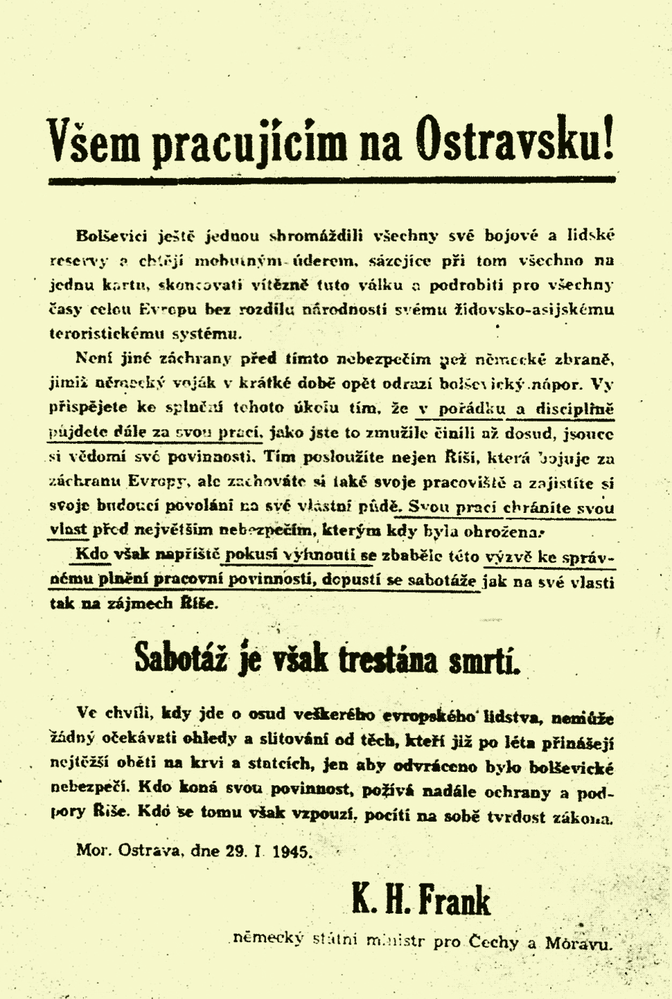 Všem pracujícím na Ostravsku!
Bolševici ještě jednou shromáždili všechny své bojové a lidské
reservy a chtějí mohutným úderem, sázejíce při tom všechno na
jednu kartu, skoncovati vítězně tuto válku a podrobiti pro všechny
časy celou Evropu bez rozdílu národností svému židovsko-asijskému
teroristickému systému.
Není jiné záchrany před tímto nebezpečím než německé zbraně,
jimiž německý voják v krátké době opět odrazí bolševický nápor. Vy
přispějete ke splnění tohoto úkolu tím, že v pořádku a disciplině
půjdete dále za svou prací, jako jste to zmužile činili až dosud, jsouce
si vědomi své povinnosti. Tím posloužíte nejen Říši, která bojuje za
záchranu Evropy, ale zachováte si také svoje pracoviště a zajistíte si
svoje budoucí povolání na své vlastní půdě. Svou prací chráníte svou
vlast před největším nebezpečím, kterým kdy byla ohrožena.
Kdo však napříště pokusí vyhnouti se zbaběle této výzvě ke správ-
nému plnění pracovní povinnosti, dopustí se sabotáže jak na své vlasti
tak na zájmech Říše.
Sabotáž je však trestána smrtí.
Ve chvíli, kdy jde o osud veškerého evropského lidstva, nemůže
žádný očekávati ohledy a slitování od těch, kteří již po léta přinášejí
nejtěžší oběti na krvi a statcích, jen aby odvráceno bylo bolševické
nebezpečí. Kdo koná svou povinnost, požívá nadále ochrany a pod-
pory Říše. Kdo se tomu však vzpouzí, pocítí na sobě tvrdost zákona.
Mor. Ostrava, dne 29. I. 1945.
K. H. Frank
německý státní ministr pro Čechy a Moravu.